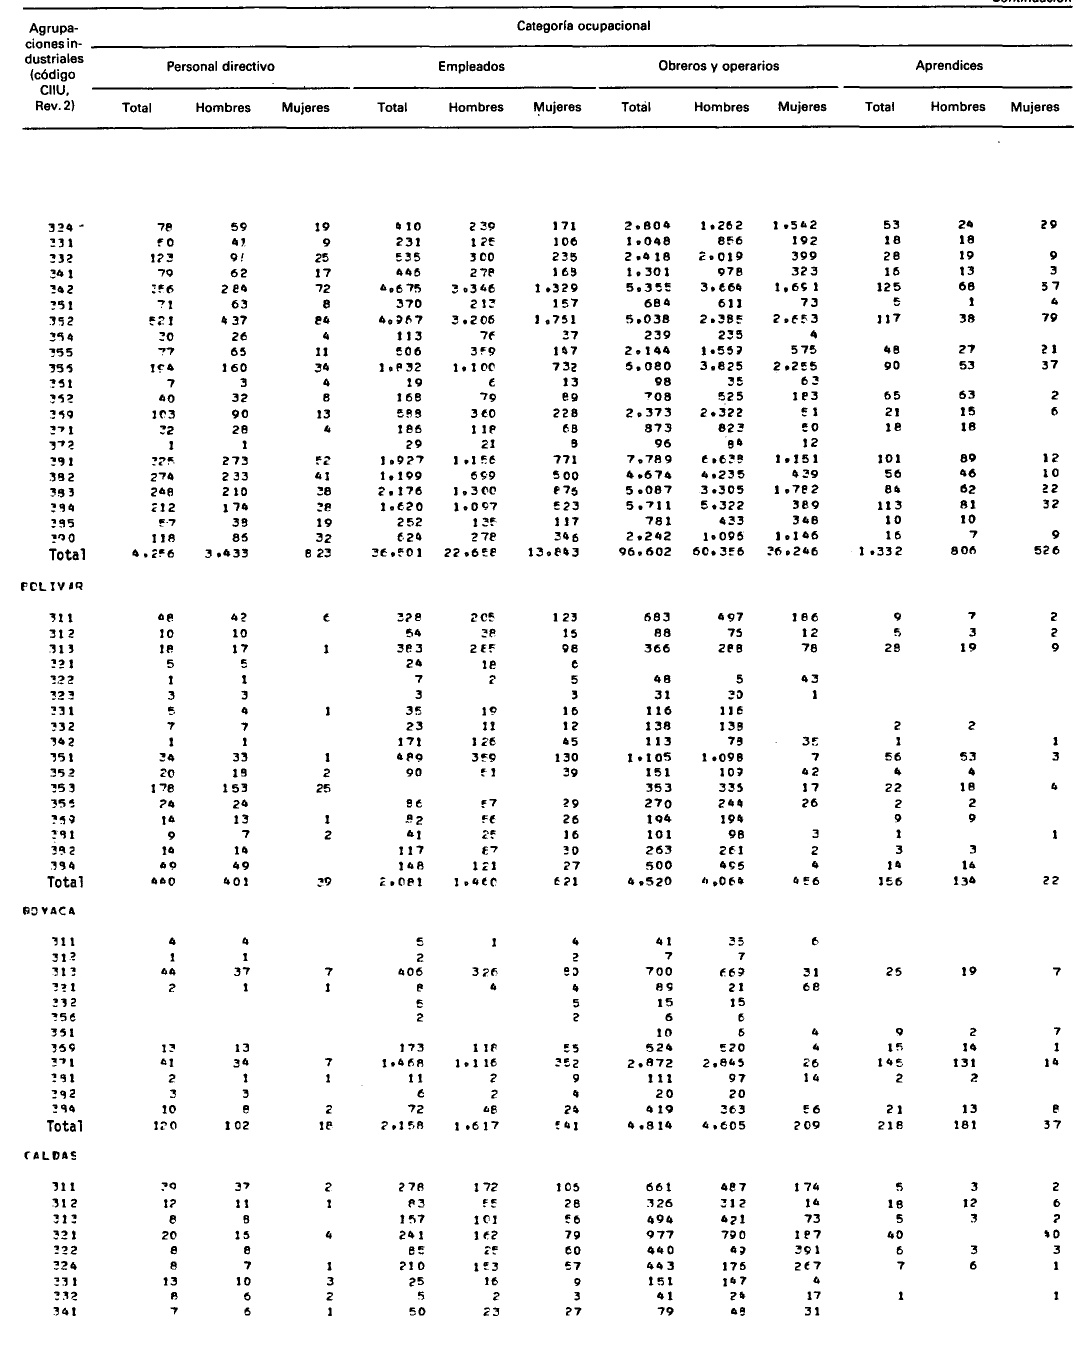 Continuación
Agrupa-
ciones in-
dustriales
(código
CIIU,
Rev. 2)
Categoría ocupacional
Personal directivo Empleados Obreros y operarios Aprendices
Total Hombres Mujeres Total Hombres Mujeres Total Hombres Mujeres Total Hombres Mujeres
324 78 59 19 410 239 171 2.804 1.262 1.542 53 24 29
331 50 41 9 231 125 106 1.048 856 192 18 18
332 123 25 535 300 235 2.418 2.019 399 28 19 9
341 79 62 17 446 278 168 1.301 978 323 16 13 3
342 356 284 72 4.675 3.346 1.329 5.355 3.664 1.691 125 68 57
351 71 63 8 370 213 157 684 611 73 5 1 4
352 521 437 84 4.957 3.206 1.751 5.038 2.385 2.653 117 38 79
354 30 26 4 113 76 37 239 235 4
355 77 65 11 506 359 147 2.144 1.569 575 48 27 21
356 194 160 34 1.832 1.100 732 6.080 3.825 2.255 90 53 37
361 7 3 4 19 6 13 98 35 63
362 40 32 8 168 79 89 708 525 183 65 63 2
369 103 90 13 588 360 228 2.373 2.322 51 21 15 6
371 32 28 4 186 118 68 873 823 50 18 18
372 1 1 29 21 8 96 84 12
381 325 273 52 1.927 1.156 771 7.789 6.638 1.151 101 89 12
382 274 233 41 1.199 699 500 4.674 4.235 439 56 46 10
383 248 210 38 2.176 1.300 876 5.087 3.305 1.782 84 62 22
384 212 174 38 1.620 1.097 523 5.711 5.322 389 113 81 32
385 57 38 19 252 135 117 781 433 348 10 10
390 118 86 32 624 278 346 2.242 1.096 1.146 16 7 9
Total 4.256 3.433 823 36.501 22.658 13.843 96.602 60.356 36.246 1.332 806 526
BOLIVAR
311 48 42 6 328 205 123 683 497 186 9 7 2
312 10 10 54 38 15 88 75 12 5 3 2
313 18 17 1 383 285 98 366 288 78 28 19 9
321 5 5 24 18 6
322 1 1 7 2 5 48 5 43
323 3 3 3 3 31 30 1
331 5 4 1 35 19 16 116 116
332 7 7 23 11 12 138 138 2 2
342 1 1 171 126 45 113 78 35 1 1
351 34 33 1 489 359 130 1.105 1.098 7 56 53 3
352 20 18 2 90 51 39 151 109 42 4 4
353 178 153 25 353 335 17 22 18 4
356 24 24 86 57 29 270 244 26 2 2
369 14 13 1 82 56 26 194 194 9 9
381 9 7 2 41 25 16 101 98 3 1 1
382 14 14 117 87 30 263 261 2 3 3
384 49 49 148 121 27 500 496 4 14 14
Total 440 401 39 2.081 1.460 621 4.520 4.064 456 156 134 22
BOYACA
311 4 4 5 1 4 41 35 6
312 1 1 2 2 7 7
313 44 37 7 406 326 80 700 669 31 25 19 7
321 2 1 1 8 4 4 89 21 68
332 5 5 15 15
356 2 2 6 6
351 10 6 4 9 2 7
369 13 13 173 118 55 524 520 4 15 14 1
371 41 34 7 1.468 1.116 352 2.872 2.845 26 145 131 14
381 2 1 1 11 2 9 111 97 14 2 2
382 3 3 6 2 4 20 20
384 10 8 2 72 48 24 419 363 56 21 13 8
Total 120 102 18 2.158 1.617 541 4.814 4.605 209 218 181 37
CALDAS
311 39 37 2 278 172 105 661 487 174 5 3 2
312 12 11 1 83 55 28 326 312 14 18 12 6
313 8 8 157 101 56 494 421 73 5 3 2
321 20 15 4 241 162 79 977 790 187 40 40
322 8 8 85 25 60 440 49 391 6 3 3
324 8 7 1 210 153 57 443 176 267 7 6 1
331 13 10 3 25 16 9 151 147 4
332 8 6 2 5 2 3 41 24 17 1 1
341 7 6 1 50 23 27 79 48 31